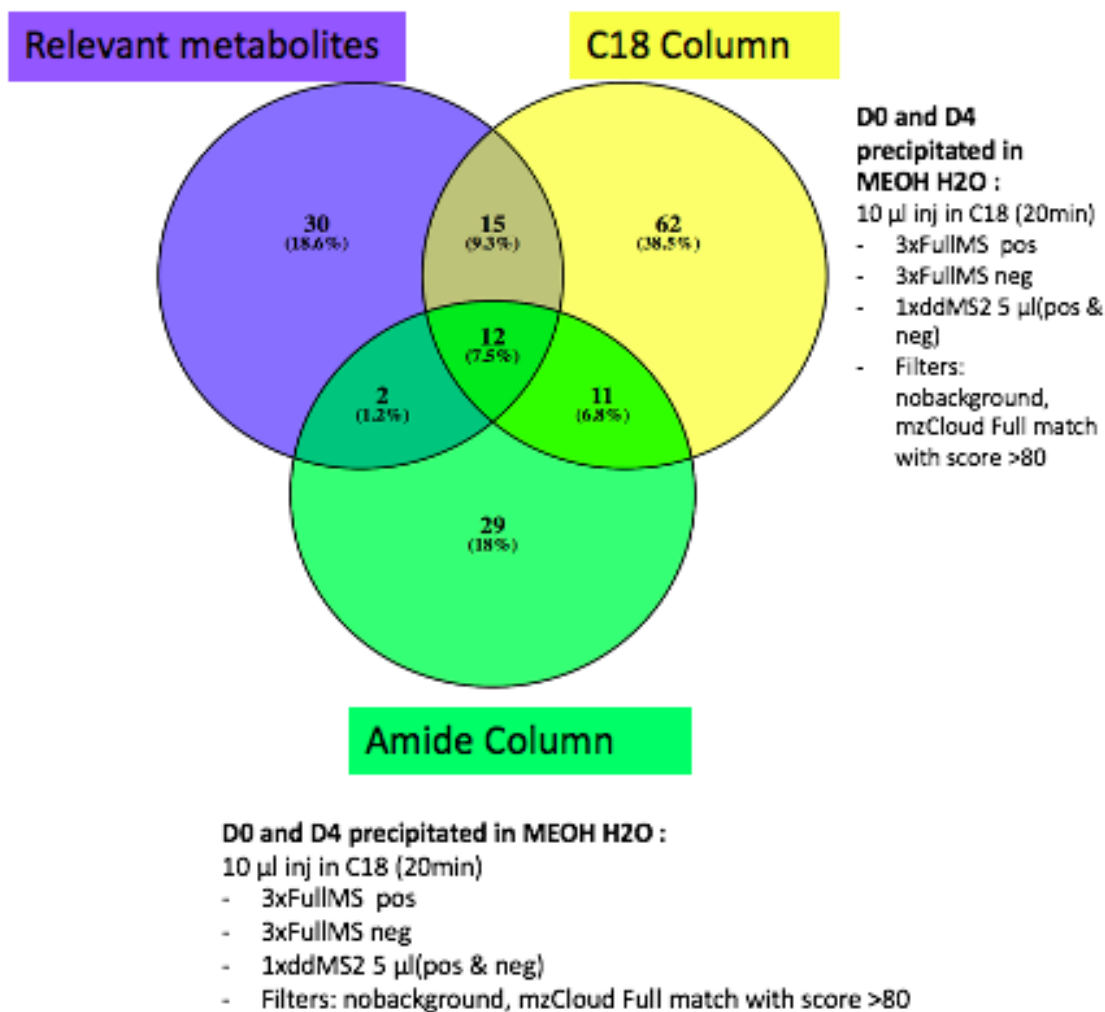 Relevant metabolites
C18 Column
30
(18.6%)
15
(9.3%)
62
(38.5%)
12
(7.5%)
2
(1.2%)
11
(6.8%)
29
(18%)
D0 and D4
precipitated in
MEOH H2O :
10 µl inj in C18 (20min)
- 3xFullMS pos
- 3xFullMS neg
- 1xddMS2 5 µl(pos &
neg)
- Filters:
nobackground,
mzCloud Full match
with score >80
Amide Column
D0 and D4 precipitated in MEOH H2O :
10 µl inj in C18 (20min)
- 3xFullMS pos
- 3xFullMS neg
- 1xddMS2 5 µl(pos & neg)
- Filters: nobackground, mzCloud Full match with score >80